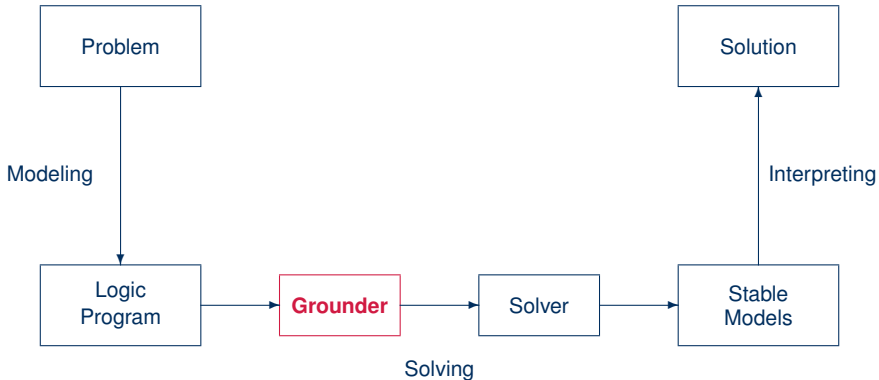 Problem
Solution
Modeling
Interpreting
Logic
Program
Grounder
Solver
Stable
Models
Solving